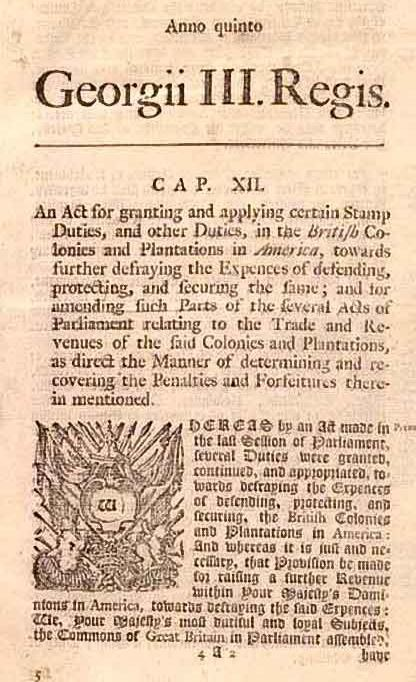 Anno quinto
Georgii III. Regis.
CAP. XII.
An Act for granting and applying certain Stamp
Duties, and other Duties, in the Britiſh Co-
lonies and Plantations in America, towards
further defraying the Expences of defending,
protecting, and ſecuring the ſame; and for
amending ſuch Parts of the ſeveral Acts of
Parliament relating to the Trade and Re-
venues of the ſaid Colonies and Plantations,
as direct the Manner of determining and re-
covering the Penalties and Forfeitures there-
in mentioned.
WHEREAS by an Act made in
the laſt Seſſion of Parliament,
ſeveral Duties were granted,
continued, and appropriated, to-
wards defraying the Expences
of defending, protecting, and
ſecuring, the Britiſh Colonies
and Plantations in America:
And whereas it is juſt and ne-
ceſſary, that Proviſion be made
for raiſing a further Revenue
within Your Majeſty's Domi-
nions in America, towards defraying the ſaid Expences:
We, Your Majeſty's moſt dutiful and loyal Subjects,
the Commons of Great Britain in Parliament aſſembled,
4 A 2 have
5